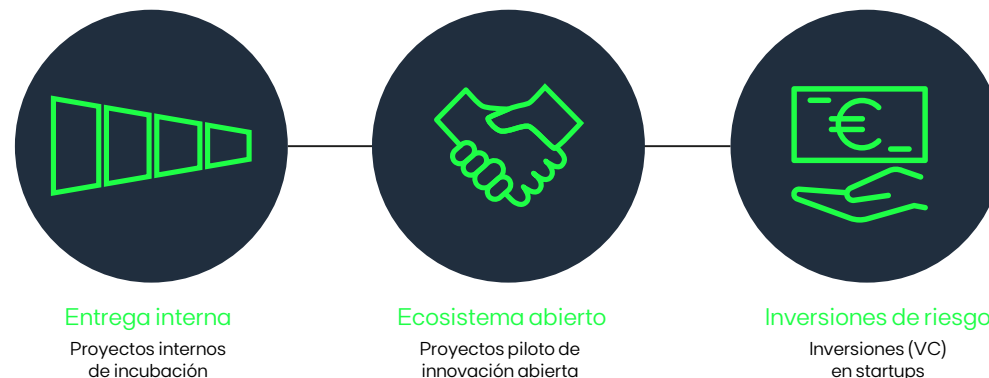 Entrega interna
Proyectos internos
de incubación
Ecosistema abierto
Proyectos piloto de
innovación abierta
Inversiones de riesgo
Inversiones (VC)
en startups